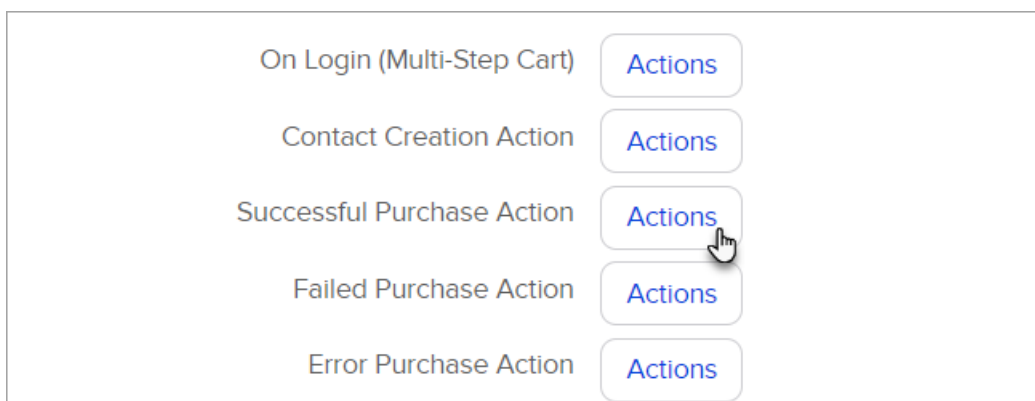 On Login (Multi-Step Cart) Actions
Contact Creation Action Actions
Successful Purchase Action Actions
Failed Purchase Action Actions
Error Purchase Action Actions